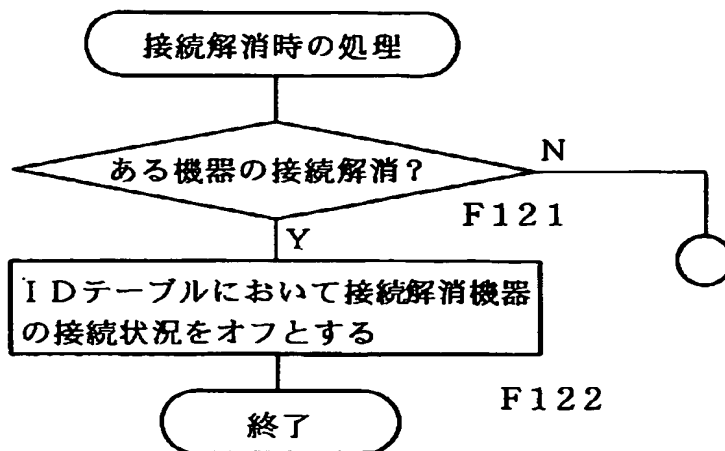 接続解消時の処理
ある機器の接続解消?
N
F121
Y
IDテーブルにおいて接続解消機器
の接続状況をオフとする
F122
終了